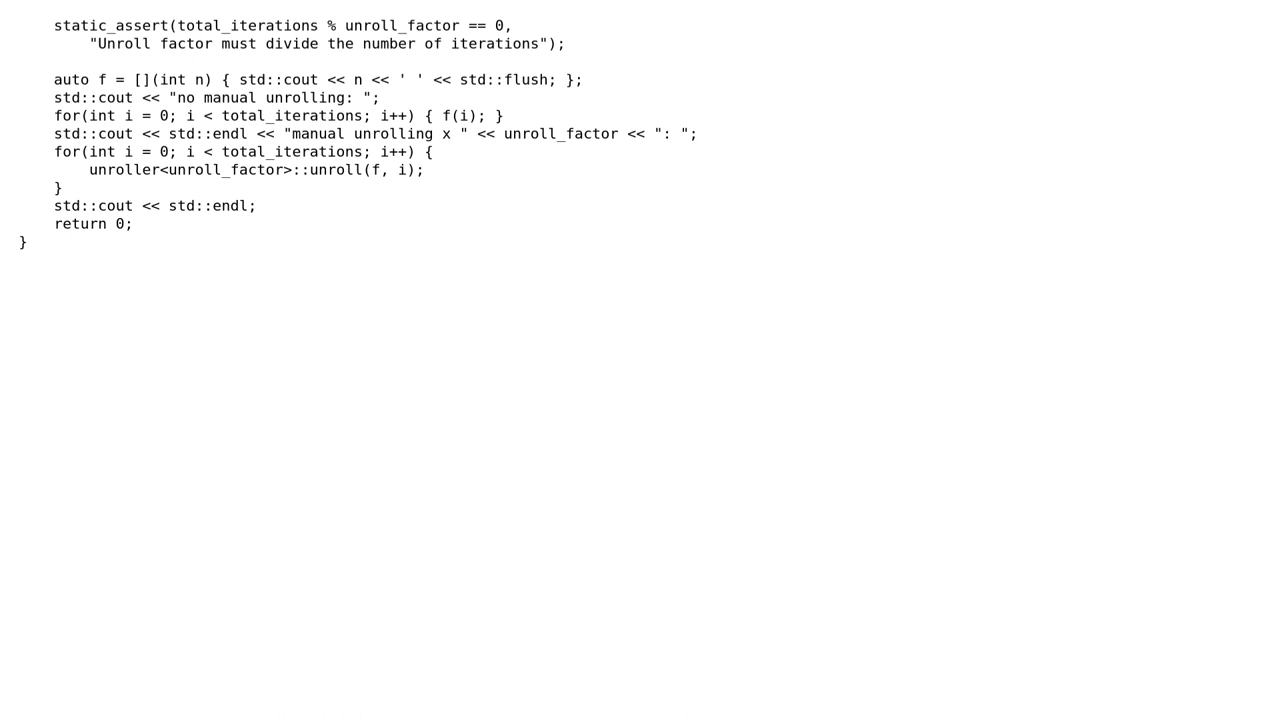 static_assert(total_iterations % unroll_factor == 0,
"Unroll factor must divide the number of iterations");
auto f = [](int n) { std::cout << n << ' ' << std::flush; };
std::cout << "no manual unrolling: ";
for(int i = 0; i < total_iterations; i++) { f(i); }
std::cout << std::endl << "manual unrolling x " << unroll_factor << ": ";
for(int i = 0; i < total_iterations; i++) {
unroller<unroll_factor>::unroll(f, i);
}
std::cout << std::endl;
return 0;
}